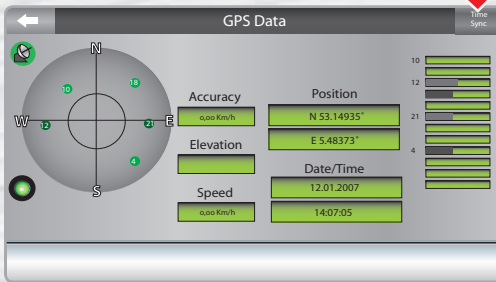 GPS Data
Time
Sync
N
10
18
W
12
21
E
4
S
Accuracy
0,00 Km/h
Elevation
Speed
0,00 Km/h
Position
N 53.14935°
E 5.48373°
Date/Time
12.01.2007
14:07:05
10
12
21
4